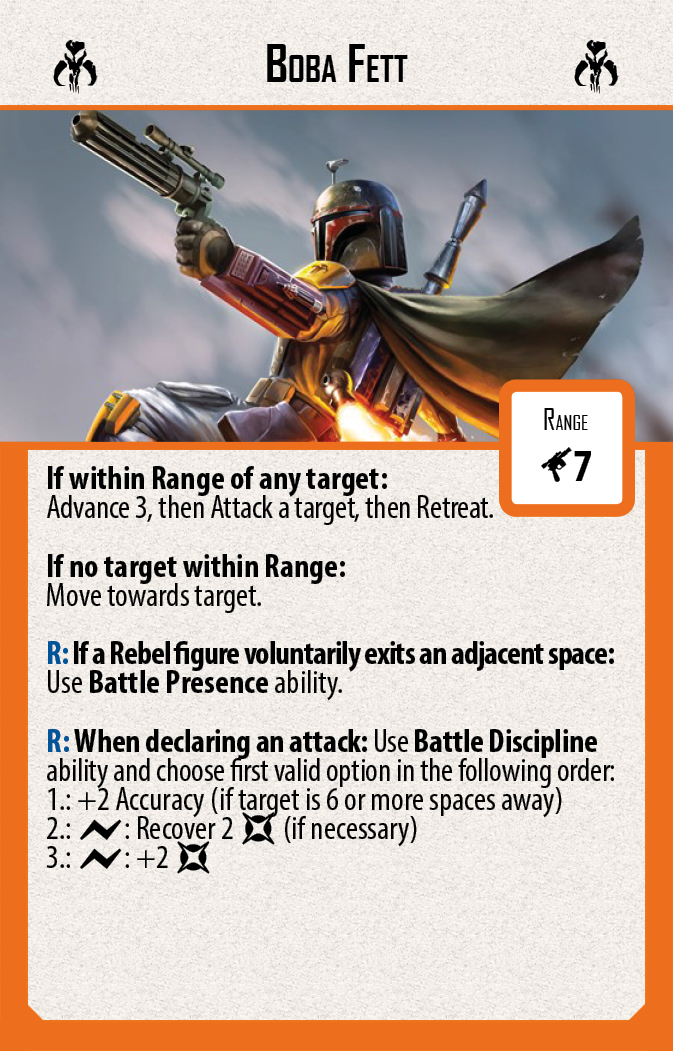 Boba Fett
Range
7
If within Range of any target:
Advance 3, then Attack a target, then Retreat.
If no target within Range:
Move towards target.
R: If a Rebel figure voluntarily exits an adjacent space:
Use Battle Presence ability.
R: When declaring an attack: Use Battle Discipline
ability and choose first valid option in the following order:
1.: +2 Accuracy (if target is 6 or more spaces away)
2.: : Recover 2 (if necessary)
3.: : +2